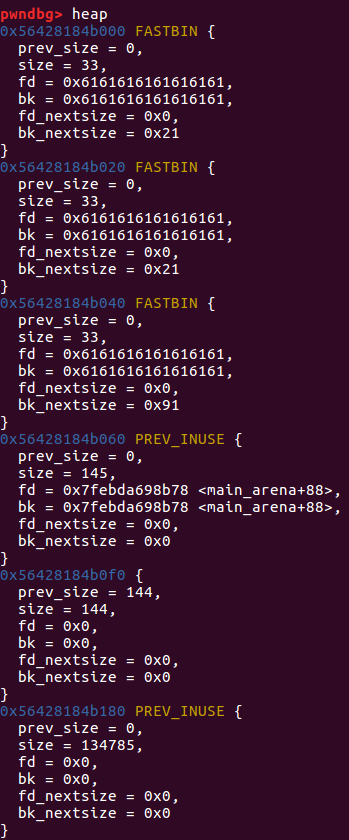 pwndbg> heap
0x56428184b000 FASTBIN {
  prev_size = 0,
  size = 33,
  fd = 0x6161616161616161,
  bk = 0x6161616161616161,
  fd_nextsize = 0x0,
  bk_nextsize = 0x21
}
0x56428184b020 FASTBIN {
  prev_size = 0,
  size = 33,
  fd = 0x6161616161616161,
  bk = 0x6161616161616161,
  fd_nextsize = 0x0,
  bk_nextsize = 0x21
}
0x56428184b040 FASTBIN {
  prev_size = 0,
  size = 33,
  fd = 0x6161616161616161,
  bk = 0x6161616161616161,
  fd_nextsize = 0x0,
  bk_nextsize = 0x91
}
0x56428184b060 PREV_INUSE {
  prev_size = 0,
  size = 145,
  fd = 0x7febda698b78 <main_arena+88>,
  bk = 0x7febda698b78 <main_arena+88>,
  fd_nextsize = 0x0,
  bk_nextsize = 0x0
}
0x56428184b0f0 {
  prev_size = 144,
  size = 144,
  fd = 0x0,
  bk = 0x0,
  fd_nextsize = 0x0,
  bk_nextsize = 0x0
}
0x56428184b180 PREV_INUSE {
  prev_size = 0,
  size = 134785,
  fd = 0x0,
  bk = 0x0,
  fd_nextsize = 0x0,
  bk_nextsize = 0x0
}